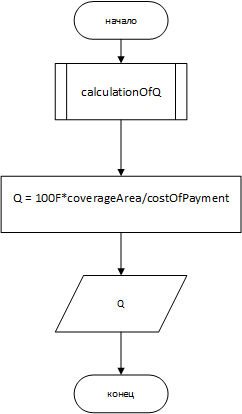 начало
calculationOfQ
Q = 100F*coverageArea/costOfPayment
Q
конец